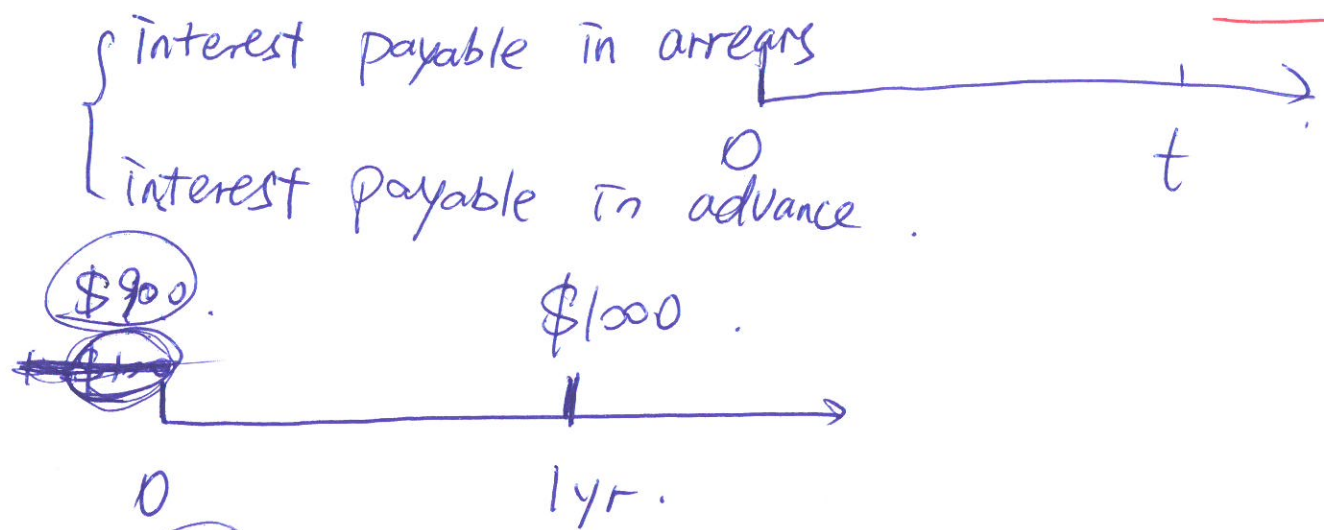 interest payable in arrears
0 t
interest payable in advance.
$900. $1000.
0 1yr.